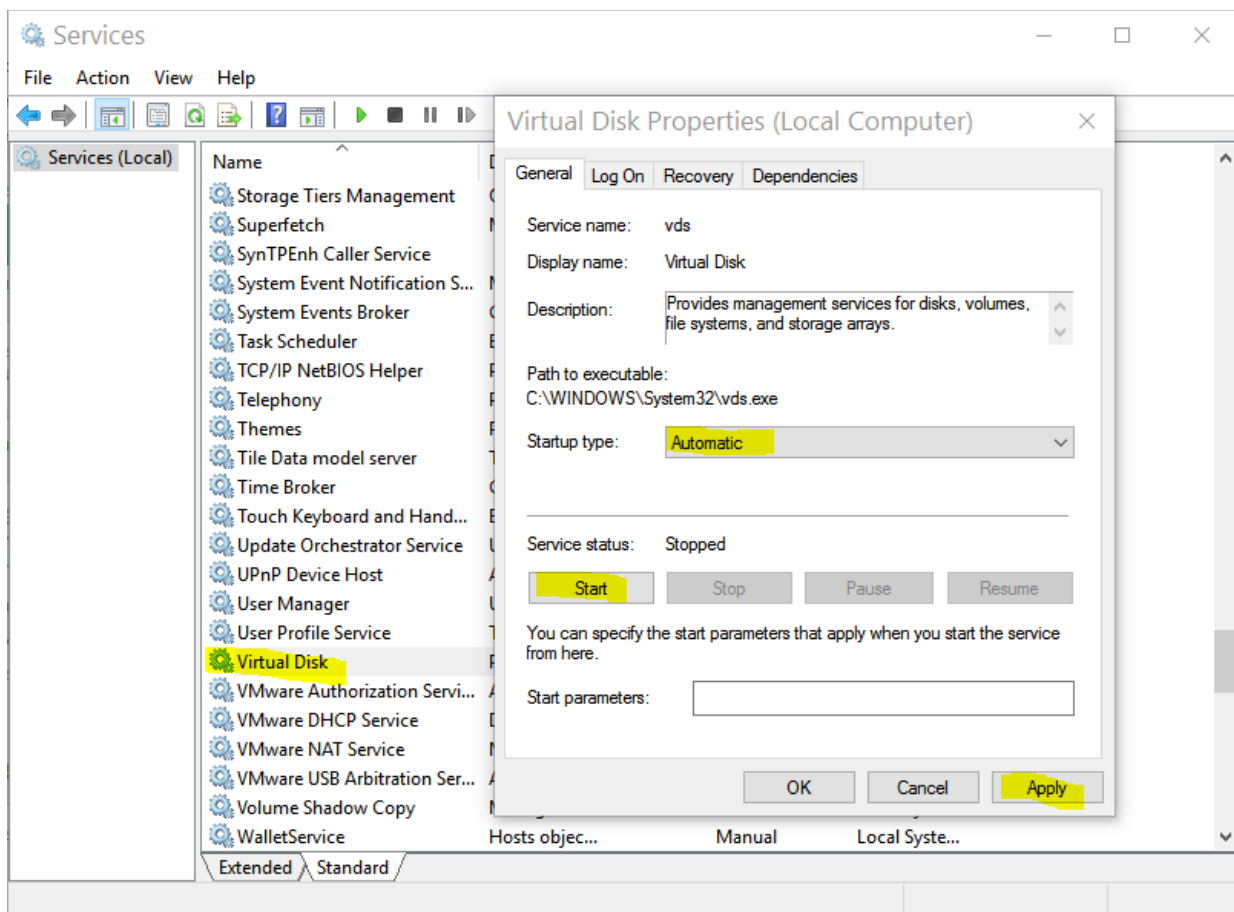 Services
File Action View Help
Services (Local)
Name
Storage Tiers Management
Superfetch
SynTPEnh Caller Service
System Event Notification S...
System Events Broker
Task Scheduler
TCP/IP NetBIOS Helper
Telephony
Themes
Tile Data model server
Time Broker
Touch Keyboard and Hand...
Update Orchestrator Service
UPnP Device Host
User Manager
User Profile Service
Virtual Disk
VMware Authorization Servi...
VMware DHCP Service
VMware NAT Service
VMware USB Arbitration Ser...
Volume Shadow Copy
WalletService Hosts objec... Manual Local Syste...
Extended Standard
Virtual Disk Properties (Local Computer)
General Log On Recovery Dependencies
Service name: vds
Display name: Virtual Disk
Description: Provides management services for disks, volumes,
file systems, and storage arrays.
Path to executable:
C:\WINDOWS\System32\vds.exe
Startup type: Automatic
Service status: Stopped
Start Stop Pause Resume
You can specify the start parameters that apply when you start the service
from here.
Start parameters:
OK Cancel Apply